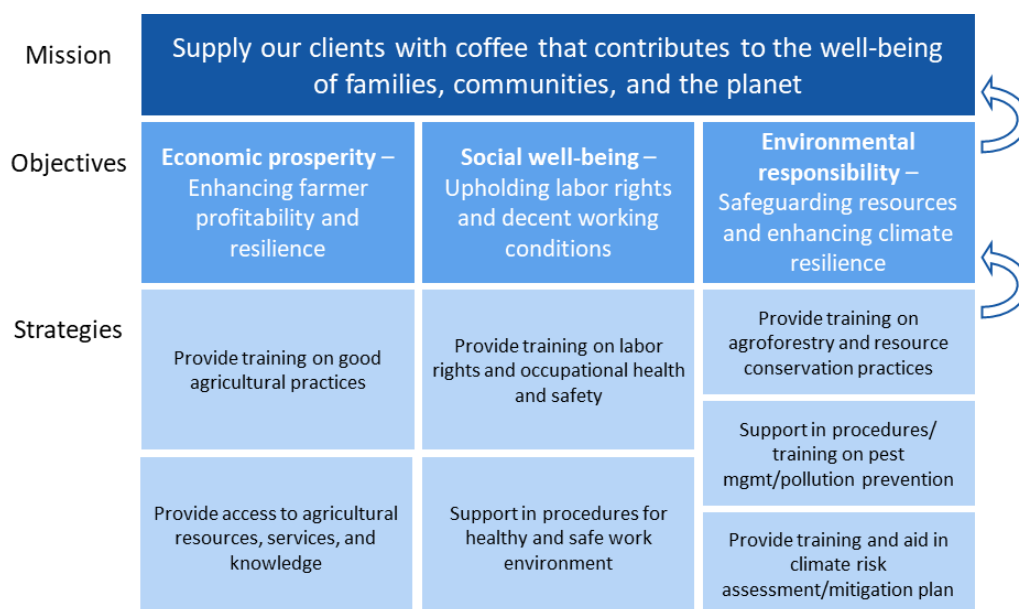 Mission
Supply our clients with coffee that contributes to the well-being
of families, communities, and the planet
Objectives
Economic prosperity –
Enhancing farmer
profitability and
resilience
Social well-being –
Upholding labor rights
and decent working
conditions
Environmental
responsibility –
Safeguarding resources
and enhancing climate
resilience
Strategies
Provide training on good
agricultural practices
Provide training on labor
rights and occupational health
and safety
Provide training on
agroforestry and resource
conservation practices
Support in procedures/
training on pest
mgmt/pollution prevention
Provide access to agricultural
resources, services, and
knowledge
Support in procedures for
healthy and safe work
environment
Provide training and aid in
climate risk
assessment/mitigation plan